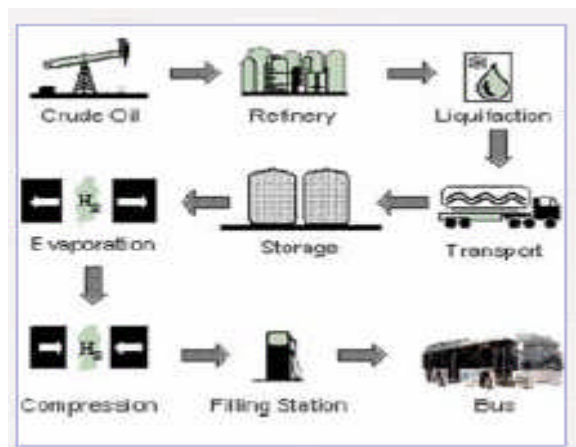 Crude Oil
Refinery
Liquifaction
H2
Evaporation
Storage
Transport
H2
Compression
Filling Station
Bus